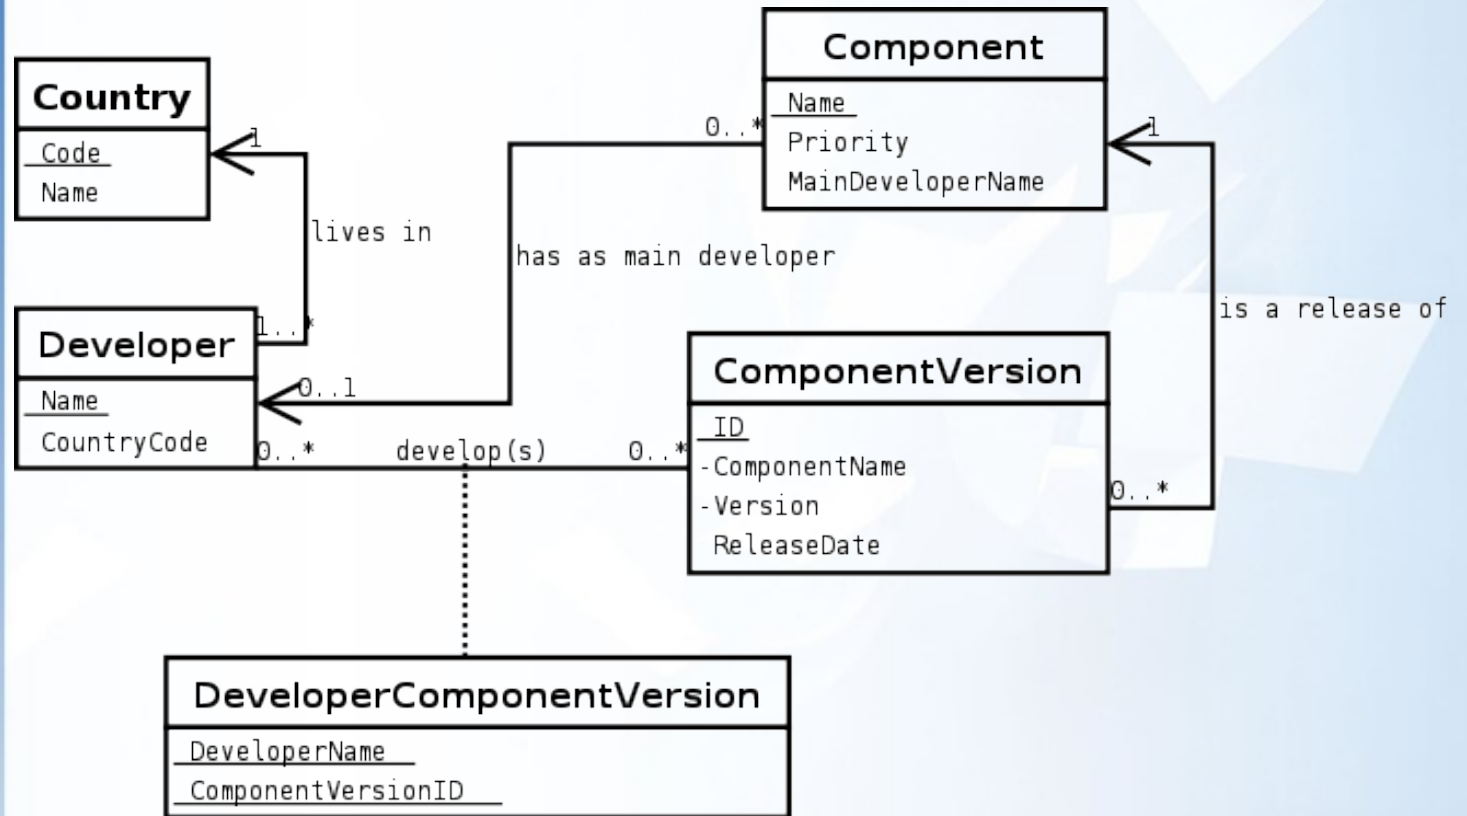 Component
Name
Priority
MainDeveloperName
Country
Code
Name
1
lives in
1..*
0..*
has as main developer
0..1
1
is a release of
0..*
Developer
Name
CountryCode
0..*
develop(s)
0..*
ComponentVersion
ID
-ComponentName
-Version
ReleaseDate
DeveloperComponentVersion
DeveloperName
ComponentVersionID